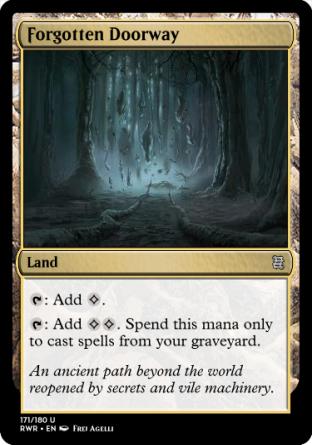 Forgotten Doorway
Land
: Add .
: Add . Spend this mana only
to cast spells from your graveyard.
An ancient path beyond the world
reopened by secrets and vile machinery.
171/180 U
RWR • EN Frei Agelli